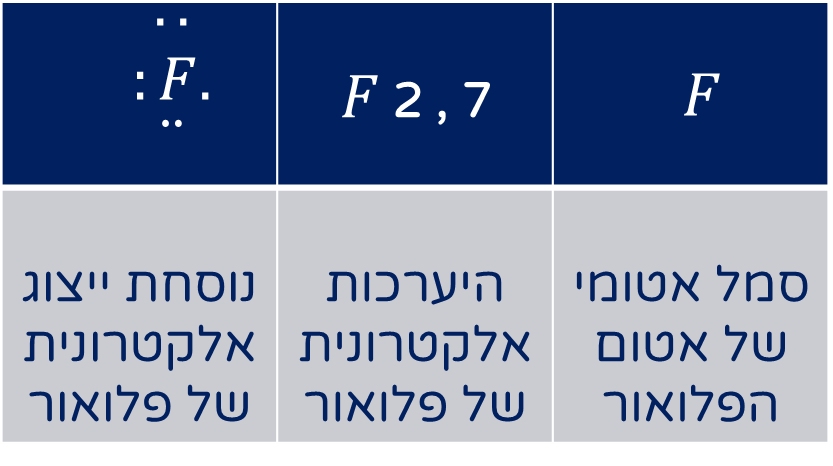 F
F 2 , 7
:F.
סמל אטומי
של אטום
הפלואור
היערכות
אלקטרונית
של פלואור
נוסחת ייצוג
אלקטרונית
של פלואור